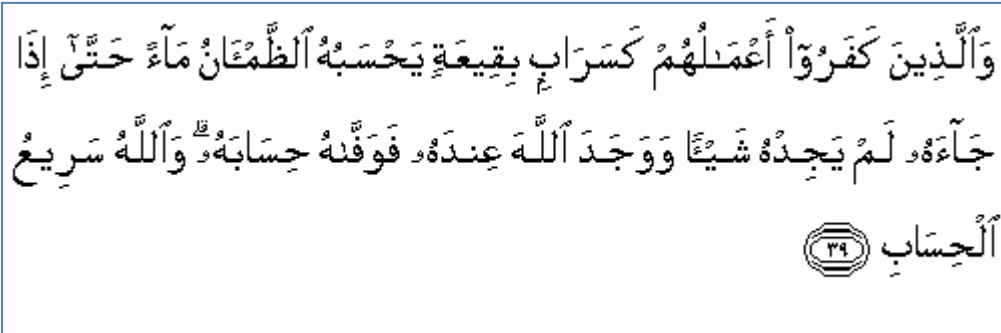 وَٱلَّذِينَ كَفَرُوٓا۟ أَعْمَـٰلُهُمْ كَسَرَابٍۭ بِقِيعَةٍ يَحْسَبُهُ ٱلظَّمْـَٔانُ مَآءً حَتَّىٰٓ إِذَا
جَآءَهُۥ لَمْ يَجِدْهُ شَيْـًٔا وَوَجَدَ ٱللَّهَ عِندَهُۥ فَوَفَّىٰهُ حِسَابَهُۥ ۗ وَٱللَّهُ سَرِيعُ
ٱلْحِسَابِ ٣٩